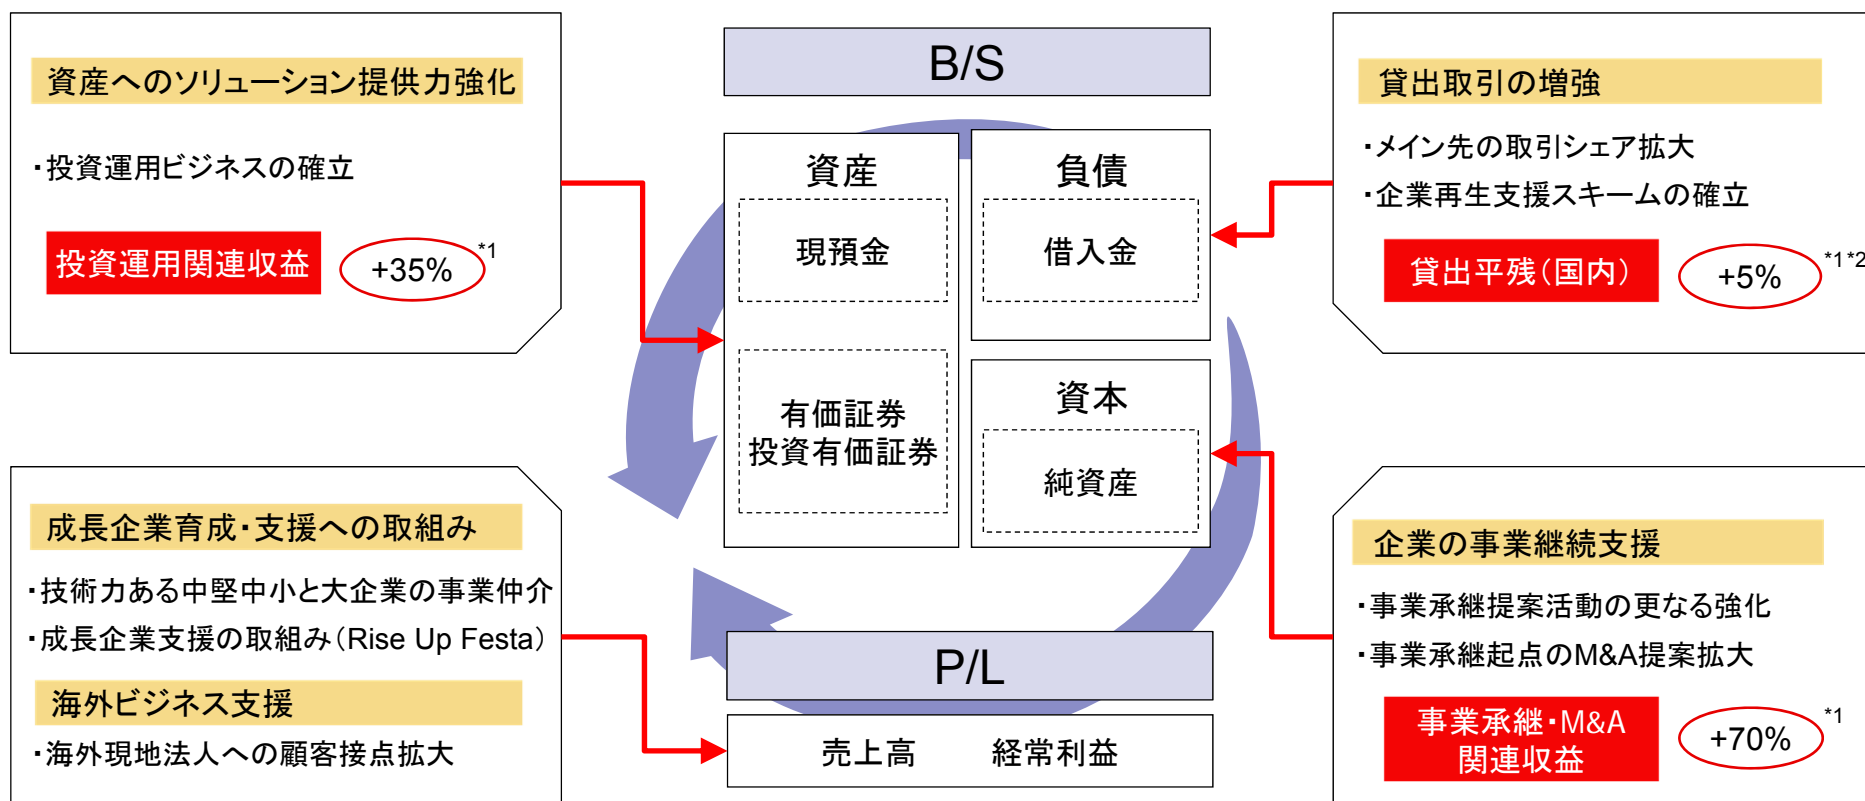 資産へのソリューション提供力強化
・投資運用ビジネスの確立
投資運用関連収益
+35%
*1
成長企業育成・支援への取組み
・技術力ある中堅中小と大企業の事業仲介
・成長企業支援の取組み（Rise Up Festa）
海外ビジネス支援
・海外現地法人への顧客接点拡大
B/S
資産
現預金
有価証券
投資有価証券
負債
借入金
資本
純資産
P/L
売上高 経常利益
貸出取引の増強
・メイン先の取引シェア拡大
・企業再生支援スキームの確立
貸出平残（国内）
+5%
*1 *2
企業の事業継続支援
・事業承継提案活動の更なる強化
・事業承継起点のM&A提案拡大
事業承継・M&A
関連収益
+70%
*1